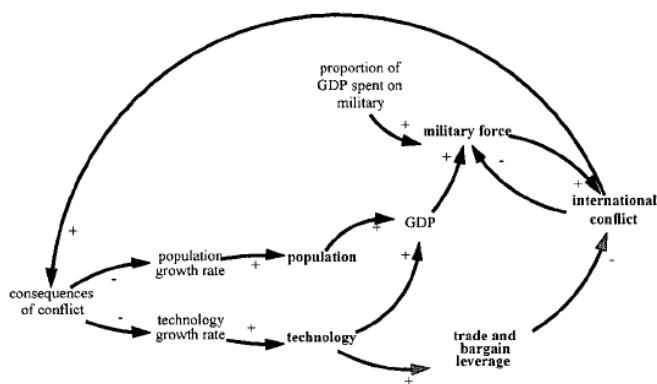 proportion of
GDP spent on
military
+
military force
+
-
+
international
conflict
GDP
+
population
growth rate
+
population
+
-
consequences
of conflict
-
technology
growth rate
+
technology
+
trade and
bargain
leverage
-
+